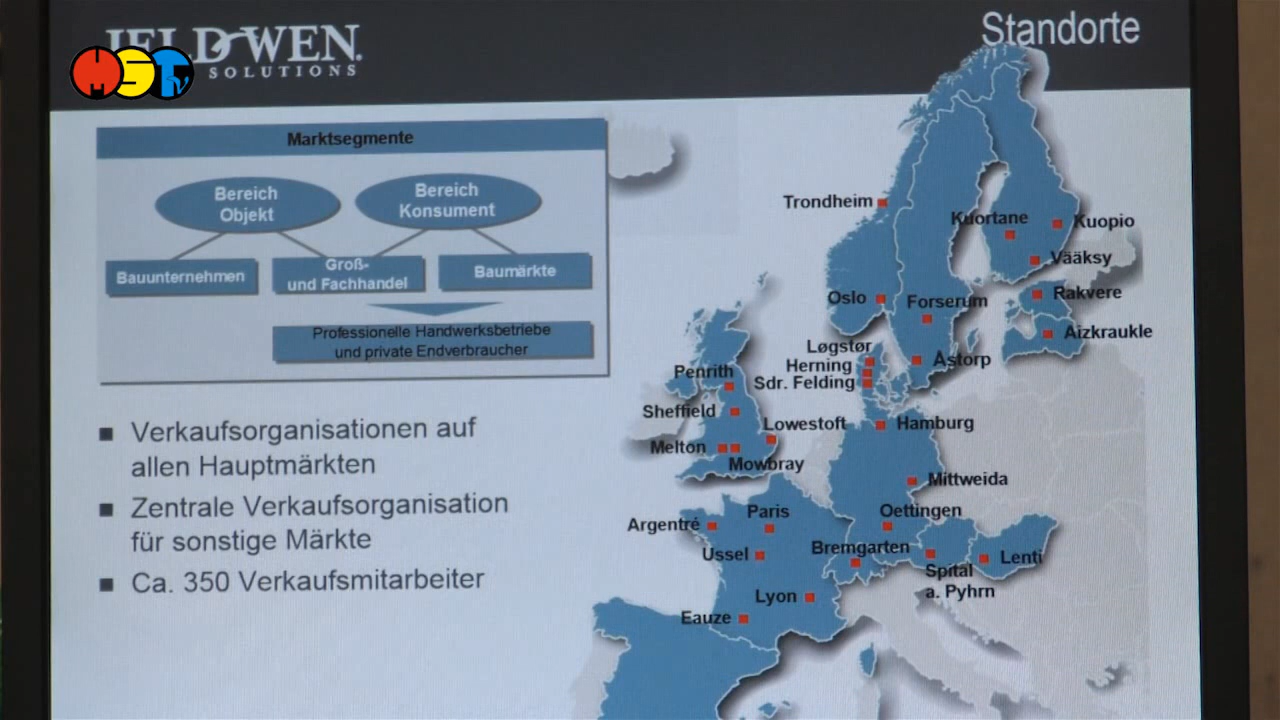 JELD-WEN
SOLUTIONS
HSTV
Standorte
Marktsegmente
Bereich
Objekt
Bereich
Konsument
Bauunternehmen
Groß-
und Fachhandel
Baumärkte
Professionelle Handwerksbetriebe
und private Endverbraucher
Verkaufsorganisationen auf
allen Hauptmärkten
Zentrale Verkaufsorganisation
für sonstige Märkte
Ca. 350 Verkaufsmitarbeiter
Trondheim
Kuortane
Kuopio
Vääksy
Oslo
Forserum
Rakvere
Aizkraukle
Løgstør
Herning
Sdr. Felding
Åstorp
Penrith
Sheffield
Lowestoft
Melton
Mowbray
Hamburg
Mittweida
Argentré
Paris
Oettingen
Ussel
Bremgarten
Spital
a. Pyhrn
Lenti
Lyon
Eauze